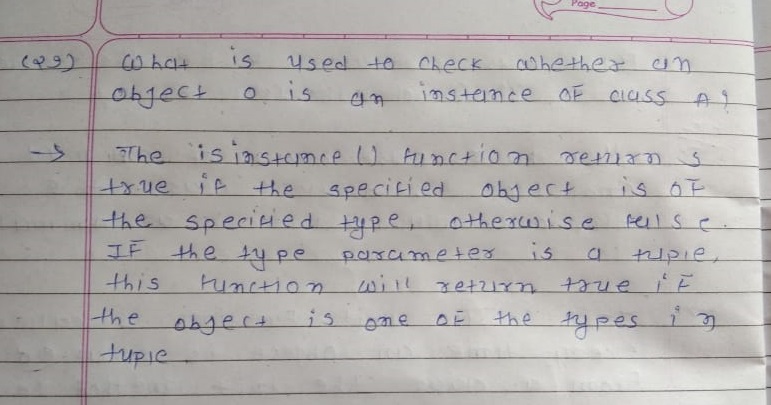 Page
(29) What is used to check whether an
object o is an instance OF class A?
→ The isinstance () function return s
true if the specified object is OF
the specified type, otherwise false.
IF the type parameter is a tuple,
this function will return true iF
the object is one OF the types in
tuple